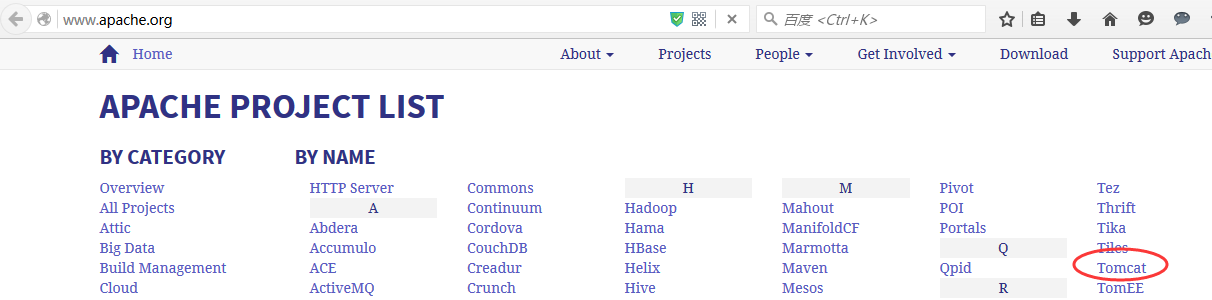 www.apache.org
百度 <Ctrl+K>
Home About Projects People Get Involved Download Support Apach
APACHE PROJECT LIST
BY CATEGORY BY NAME
Overview HTTP Server Commons H M Pivot Tez
All Projects A Continuum Hadoop Mahout POI Thrift
Attic Abdera Cordova Hama ManifoldCF Portals Tika
Big Data Accumulo CouchDB HBase Marmotta Q Tiles
Build Management ACE Creadur Helix Maven Qpid Tomcat
Cloud ActiveMQ Crunch Hive Mesos R TomEE